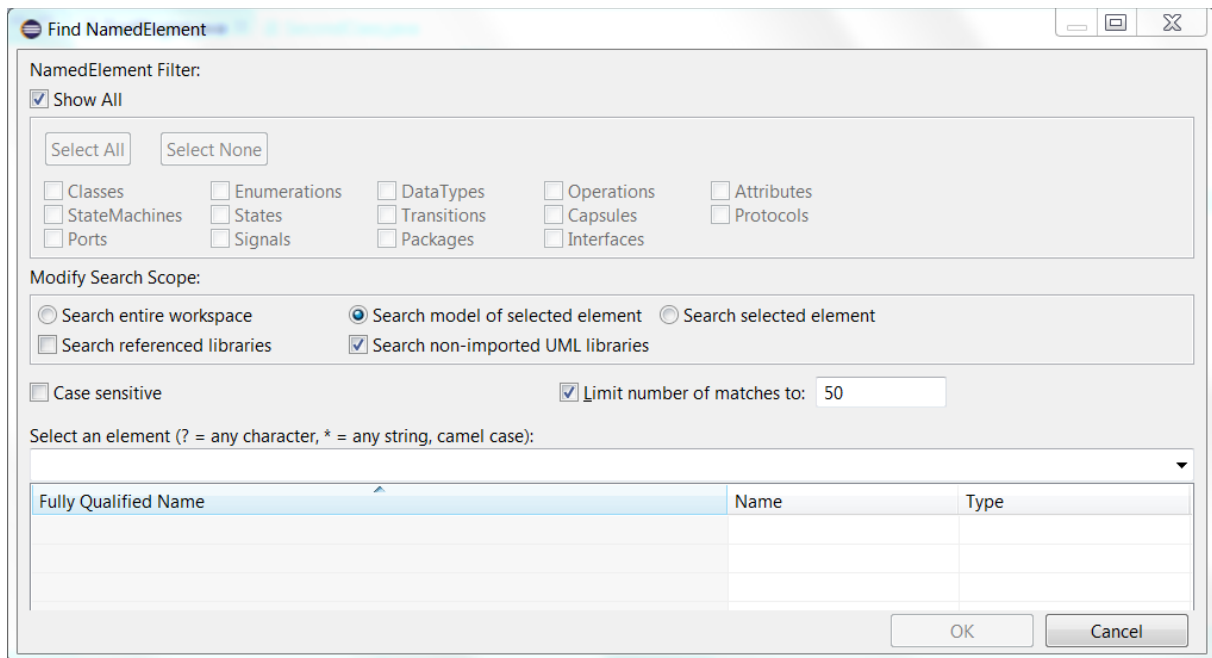 Find NamedElement
NamedElement Filter:
Show All
Select All Select None
Classes Enumerations DataTypes Operations Attributes
StateMachines States Transitions Capsules Protocols
Ports Signals Packages Interfaces
Modify Search Scope:
Search entire workspace Search model of selected element Search selected element
Search referenced libraries Search non-imported UML libraries
Case sensitive Limit number of matches to: 50
Select an element (? = any character, * = any string, camel case):
Fully Qualified Name Name Type
OK Cancel